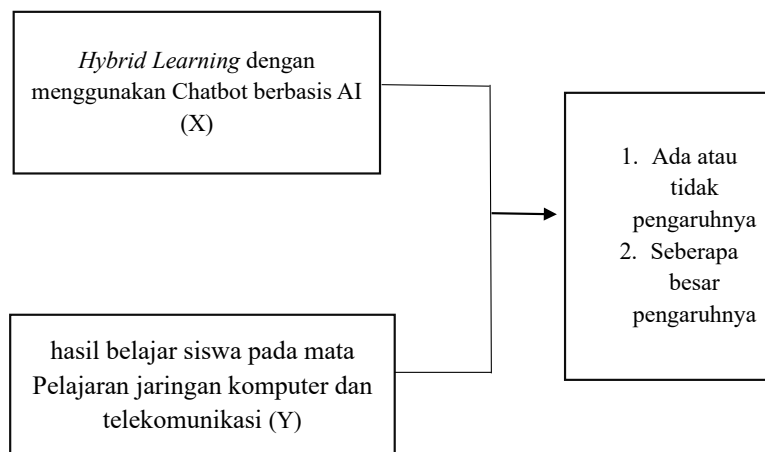 Hybrid Learning dengan
menggunakan Chatbot berbasis AI
(X)
1. Ada atau
tidak
pengaruhnya
2. Seberapa
besar
pengaruhnya
hasil belajar siswa pada mata
Pelajaran jaringan komputer dan
telekomunikasi (Y)